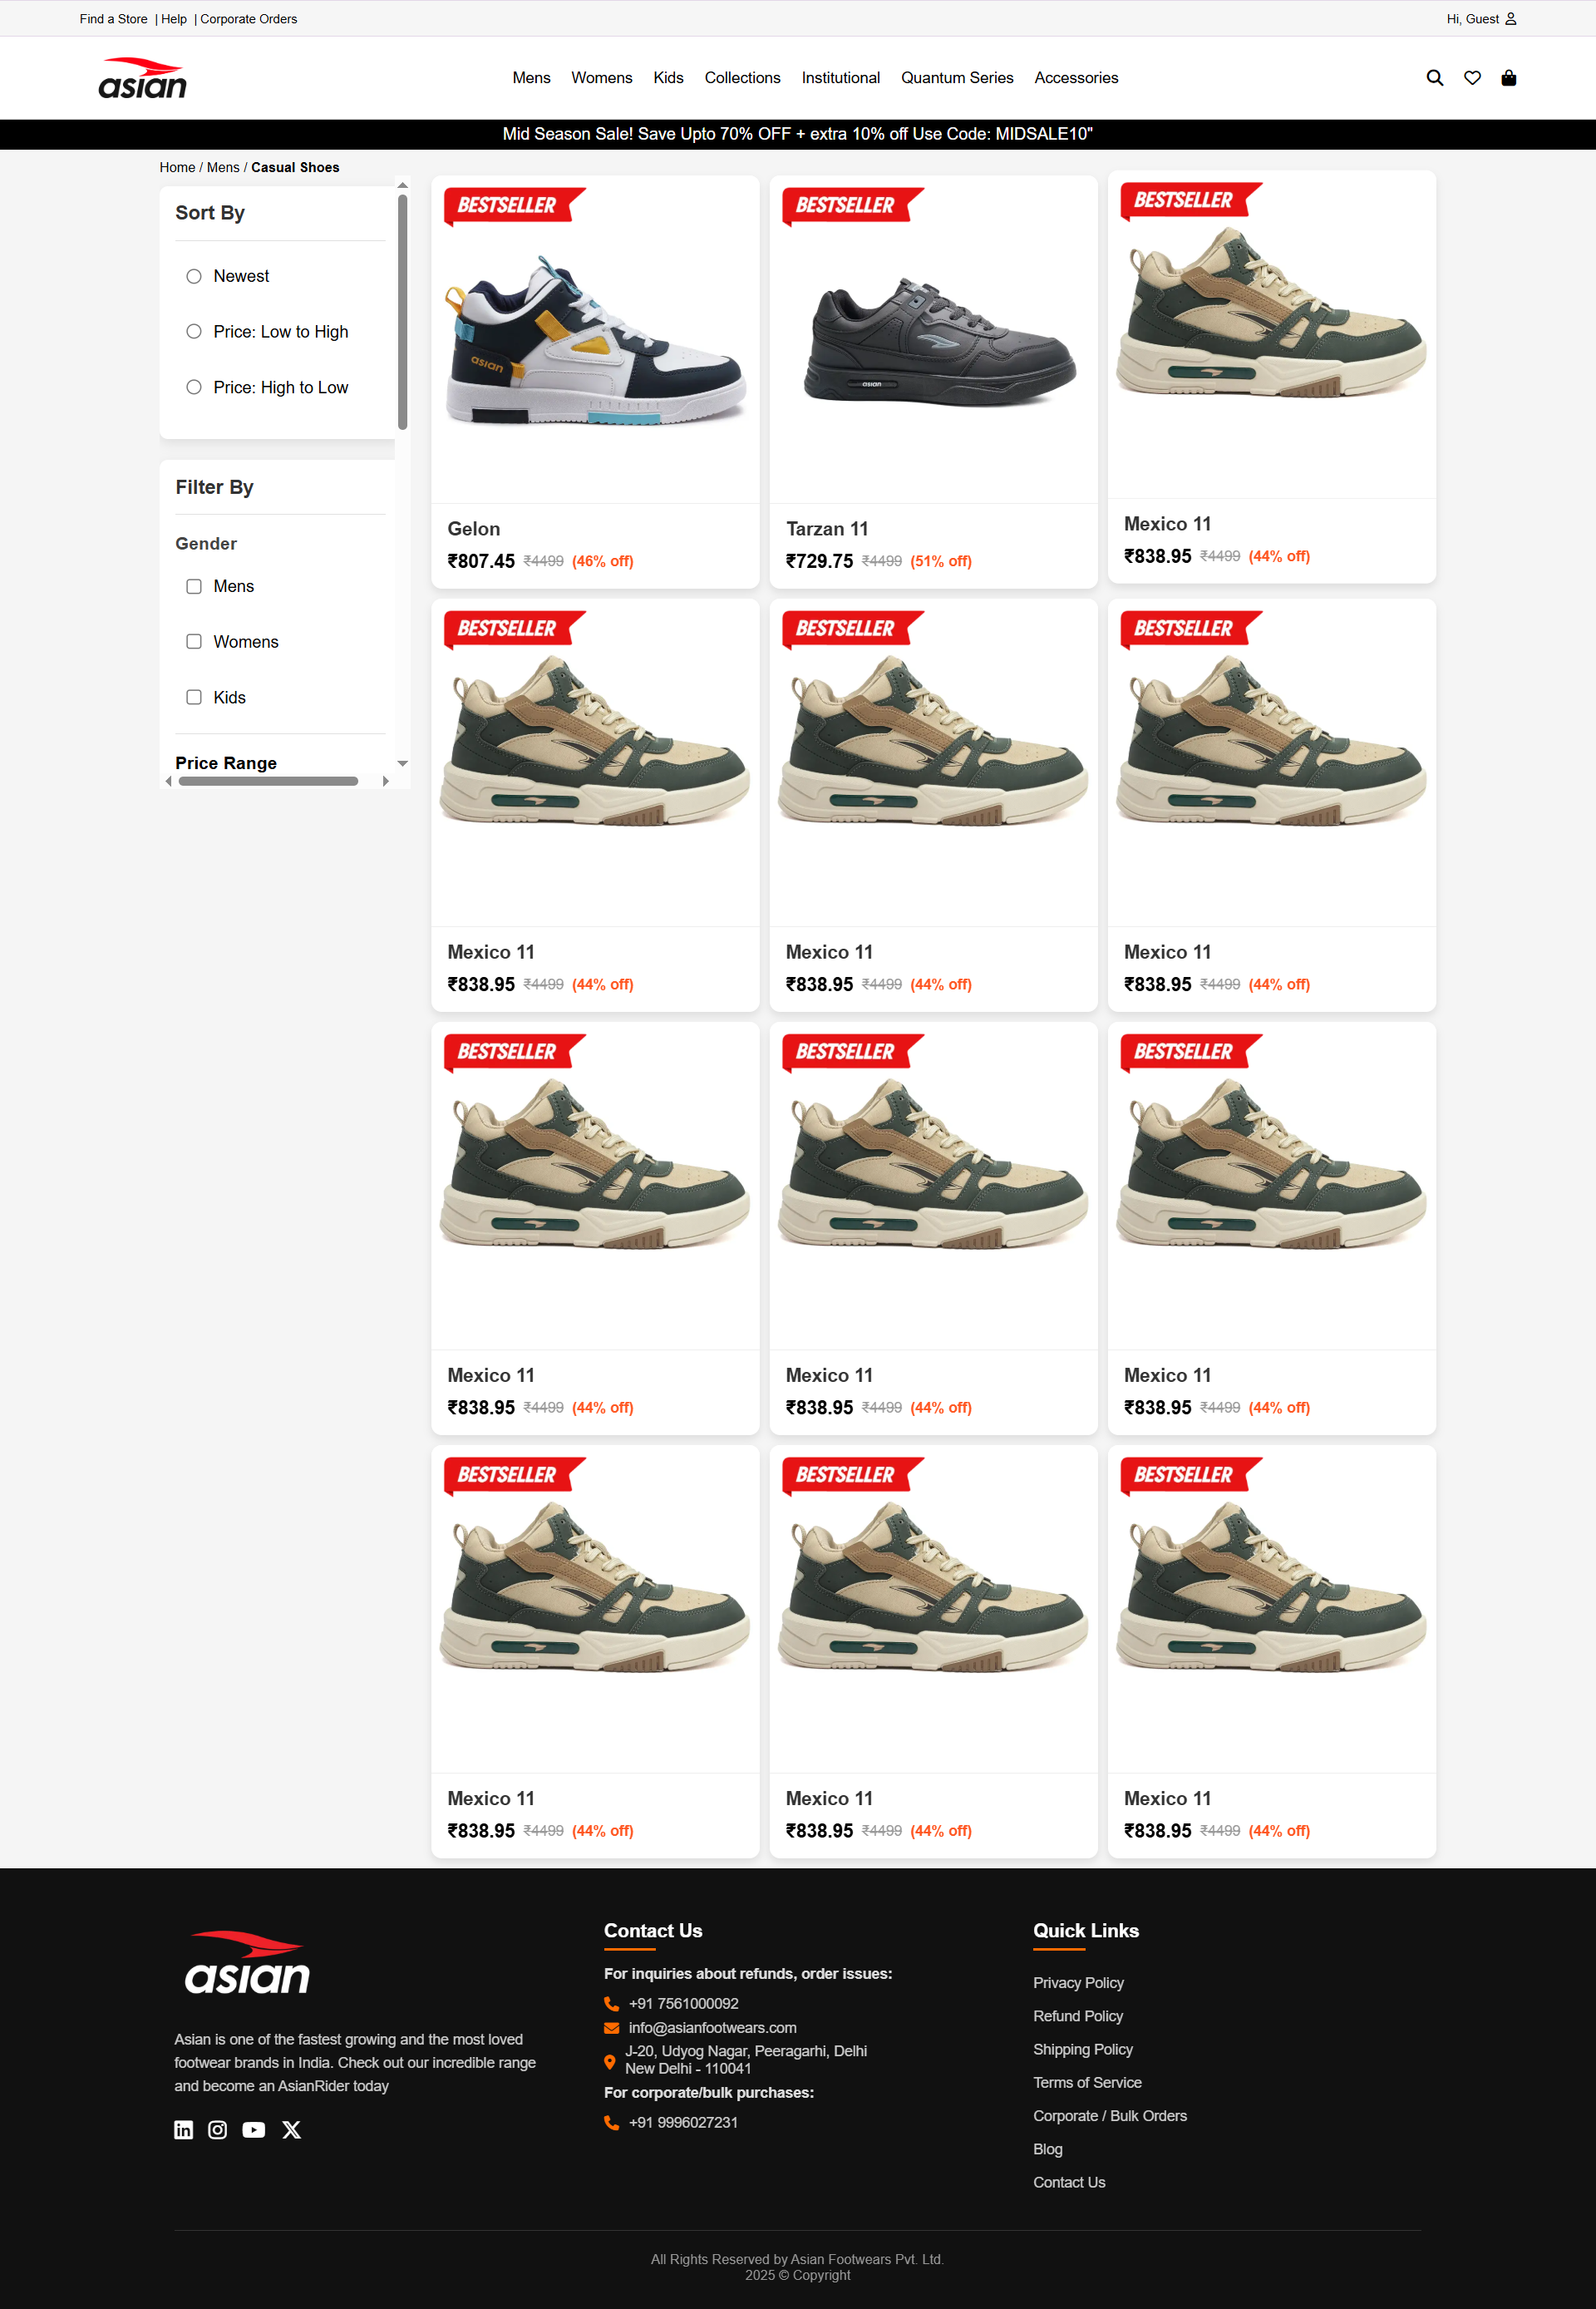 Find a Store | Help | Corporate Orders
Hi, Guest
asian
Mens Womens Kids Collections Institutional Quantum Series Accessories
Mid Season Sale! Save Upto 70% OFF + extra 10% off Use Code: MIDSALE10"
Home / Mens / Casual Shoes
Sort By
Newest
Price: Low to High
Price: High to Low
Filter By
Gender
Mens
Womens
Kids
Price Range
BESTSELLER
asian
Gelon
₹807.45 ₹4499 (46% off)
BESTSELLER
asian
Tarzan 11
₹729.75 ₹4499 (51% off)
BESTSELLER
Mexico 11
₹838.95 ₹4499 (44% off)
BESTSELLER
Mexico 11
₹838.95 ₹4499 (44% off)
BESTSELLER
Mexico 11
₹838.95 ₹4499 (44% off)
BESTSELLER
Mexico 11
₹838.95 ₹4499 (44% off)
BESTSELLER
Mexico 11
₹838.95 ₹4499 (44% off)
BESTSELLER
Mexico 11
₹838.95 ₹4499 (44% off)
BESTSELLER
Mexico 11
₹838.95 ₹4499 (44% off)
BESTSELLER
Mexico 11
₹838.95 ₹4499 (44% off)
BESTSELLER
Mexico 11
₹838.95 ₹4499 (44% off)
BESTSELLER
Mexico 11
₹838.95 ₹4499 (44% off)
asian
Asian is one of the fastest growing and the most loved
footwear brands in India. Check out our incredible range
and become an AsianRider today
Contact Us
For inquiries about refunds, order issues:
+91 7561000092
info@asianfootwears.com
J-20, Udyog Nagar, Peeragarhi, Delhi
New Delhi - 110041
For corporate/bulk purchases:
+91 9996027231
Quick Links
Privacy Policy
Refund Policy
Shipping Policy
Terms of Service
Corporate / Bulk Orders
Blog
Contact Us
All Rights Reserved by Asian Footwears Pvt. Ltd.
2025 © Copyright